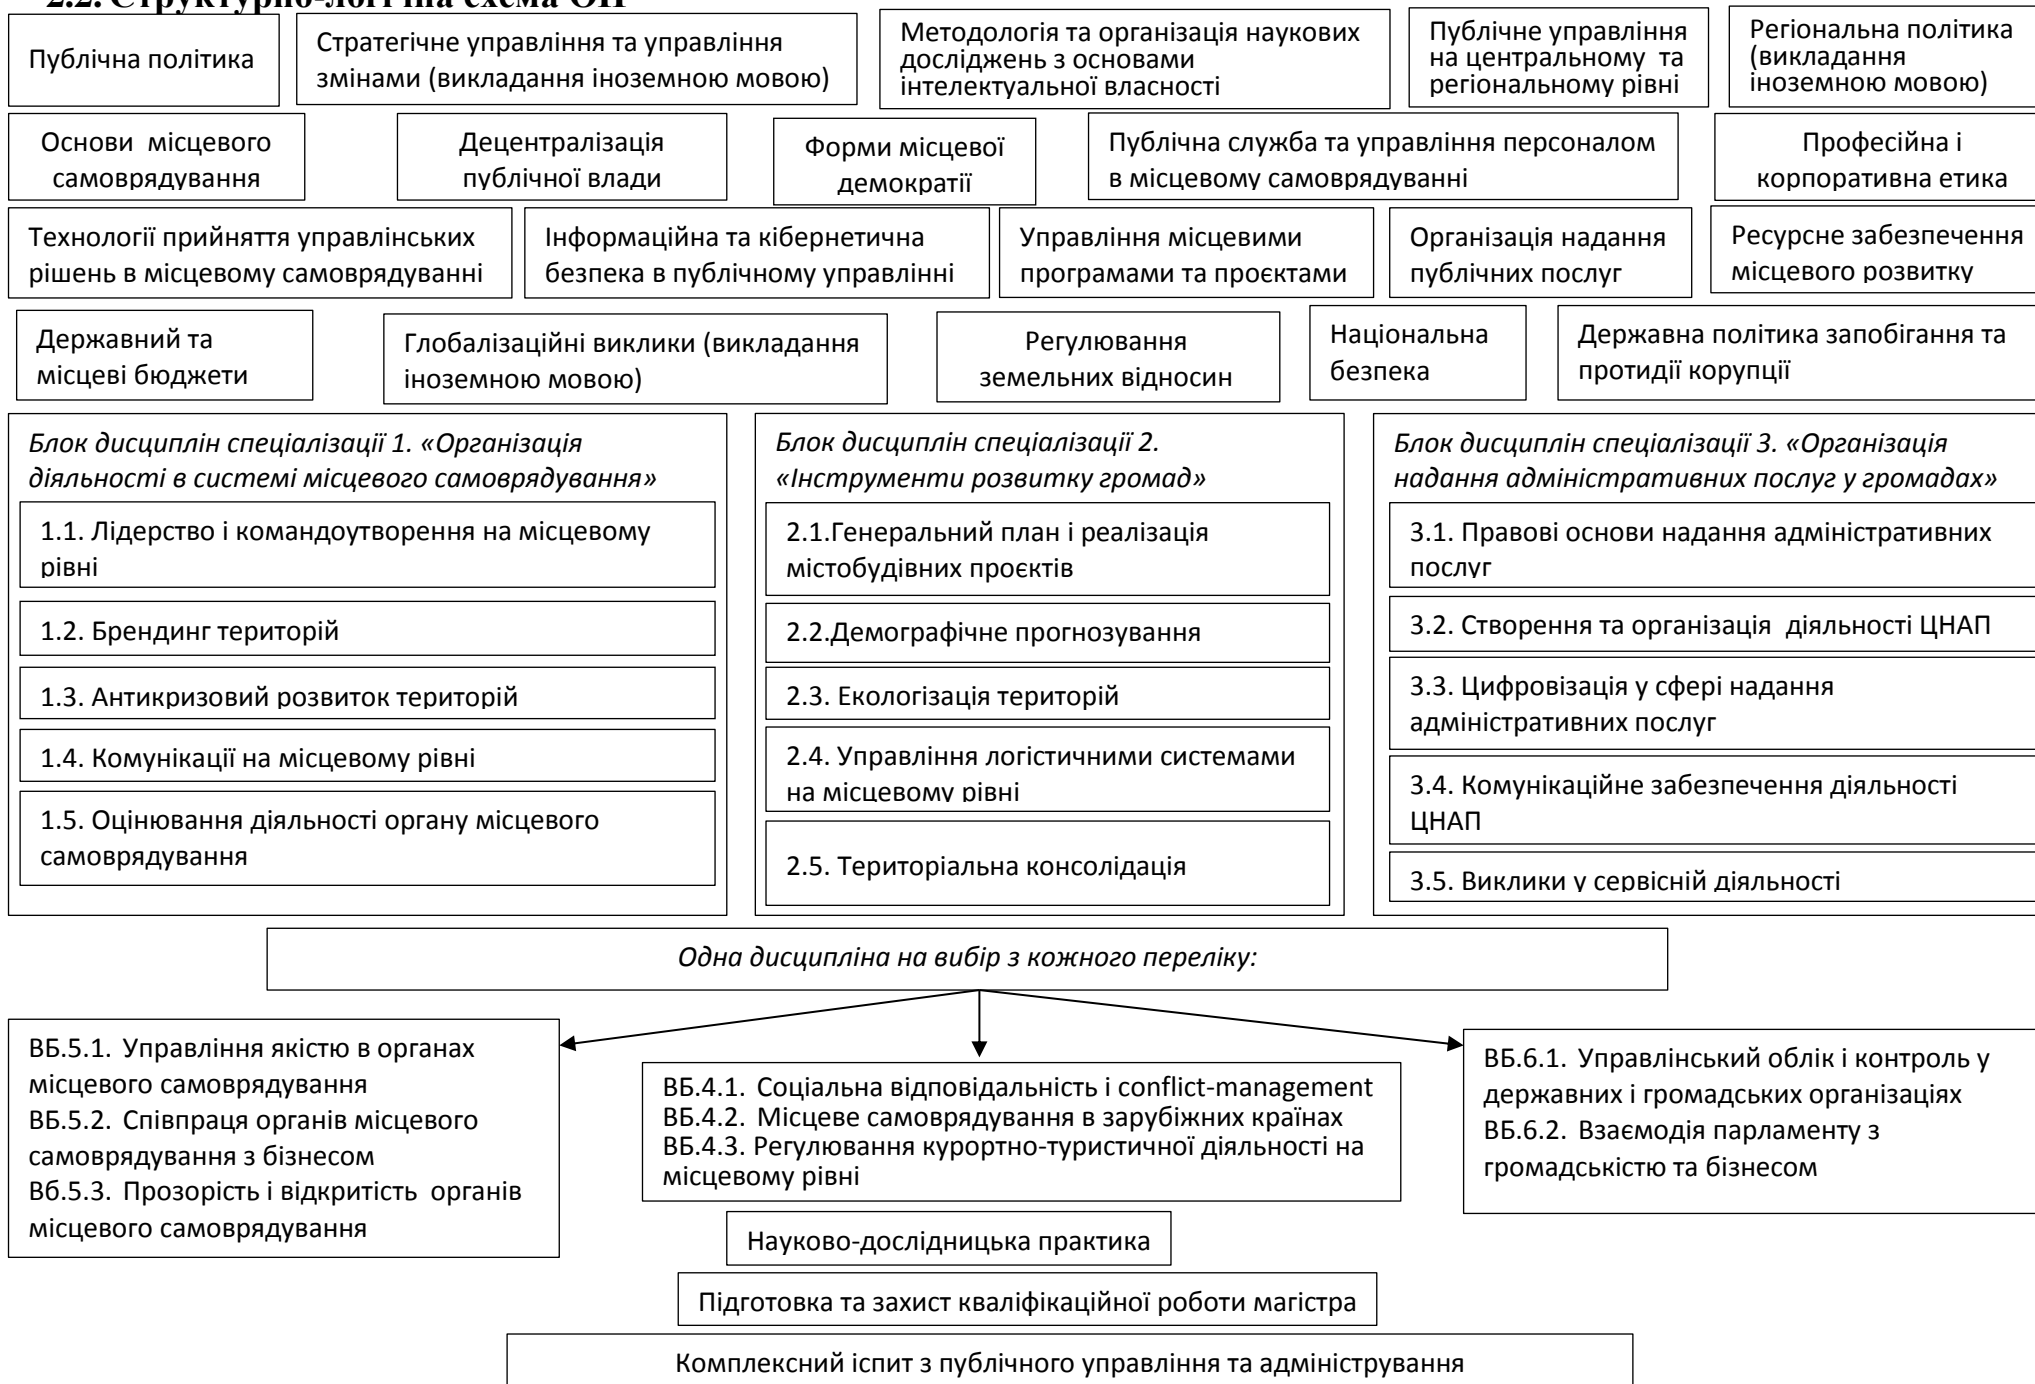 2.2. Структурно-логічна схема ОП
Публічна політика
Стратегічне управління та управління
змінами (викладання іноземною мовою)
Методологія та організація наукових
досліджень з основами
інтелектуальної власності
Публічне управління
на центральному та
регіональному рівні
Регіональна політика
(викладання
іноземною мовою)
Основи місцевого
самоврядування
Децентралізація
публічної влади
Форми місцевої
демократії
Публічна служба та управління персоналом
в місцевому самоврядуванні
Професійна і
корпоративна етика
Технології прийняття управлінських
рішень в місцевому самоврядуванні
Інформаційна та кібернетична
безпека в публічному управлінні
Управління місцевими
програмами та проєктами
Організація надання
публічних послуг
Ресурсне забезпечення
місцевого розвитку
Державний та
місцеві бюджети
Глобалізаційні виклики (викладання
іноземною мовою)
Регулювання
земельних відносин
Національна
безпека
Державна політика запобігання та
протидії корупції
Блок дисциплін спеціалізації 1. «Організація
діяльності в системі місцевого самоврядування»
1.1. Лідерство і командоутворення на місцевому
рівні
1.2. Брендинг територій
1.3. Антикризовий розвиток територій
1.4. Комунікації на місцевому рівні
1.5. Оцінювання діяльності органу місцевого
самоврядування
Блок дисциплін спеціалізації 2.
«Інструменти розвитку громад»
2.1.Генеральний план і реалізація
містобудівних проєктів
2.2.Демографічне прогнозування
2.3. Екологізація територій
2.4. Управління логістичними системами
на місцевому рівні
2.5. Територіальна консолідація
Блок дисциплін спеціалізації 3. «Організація
надання адміністративних послуг у громадах»
3.1. Правові основи надання адміністративних
послуг
3.2. Створення та організація діяльності ЦНАП
3.3. Цифровізація у сфері надання
адміністративних послуг
3.4. Комунікаційне забезпечення діяльності
ЦНАП
3.5. Виклики у сервісній діяльності
Одна дисципліна на вибір з кожного переліку:
ВБ.5.1. Управління якістю в органах
місцевого самоврядування
ВБ.5.2. Співпраця органів місцевого
самоврядування з бізнесом
Вб.5.3. Прозорість і відкритість органів
місцевого самоврядування
ВБ.4.1. Соціальна відповідальність і conflict-management
ВБ.4.2. Місцеве самоврядування в зарубіжних країнах
ВБ.4.3. Регулювання курортно-туристичної діяльності на
місцевому рівні
ВБ.6.1. Управлінський облік і контроль у
державних і громадських організаціях
ВБ.6.2. Взаємодія парламенту з
громадськістю та бізнесом
Науково-дослідницька практика
Підготовка та захист кваліфікаційної роботи магістра
Комплексний іспит з публічного управління та адміністрування